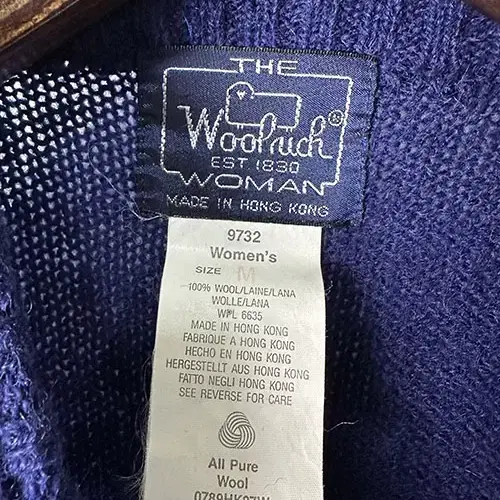 THE
Woolrich®
EST 1830
WOMAN
MADE IN HONG KONG
9732
Women's
SIZE M
100% WOOL/LAINE/LANA
WOLLE/LANA
WPL 6635
MADE IN HONG KONG
FABRIQUE A HONG KONG
HECHO EN HONG KONG
HERGESTELLT AUS HONG KONG
FATTO NEGLI HONG KONG
SEE REVERSE FOR CARE
All Pure
Wool
0789HK07W